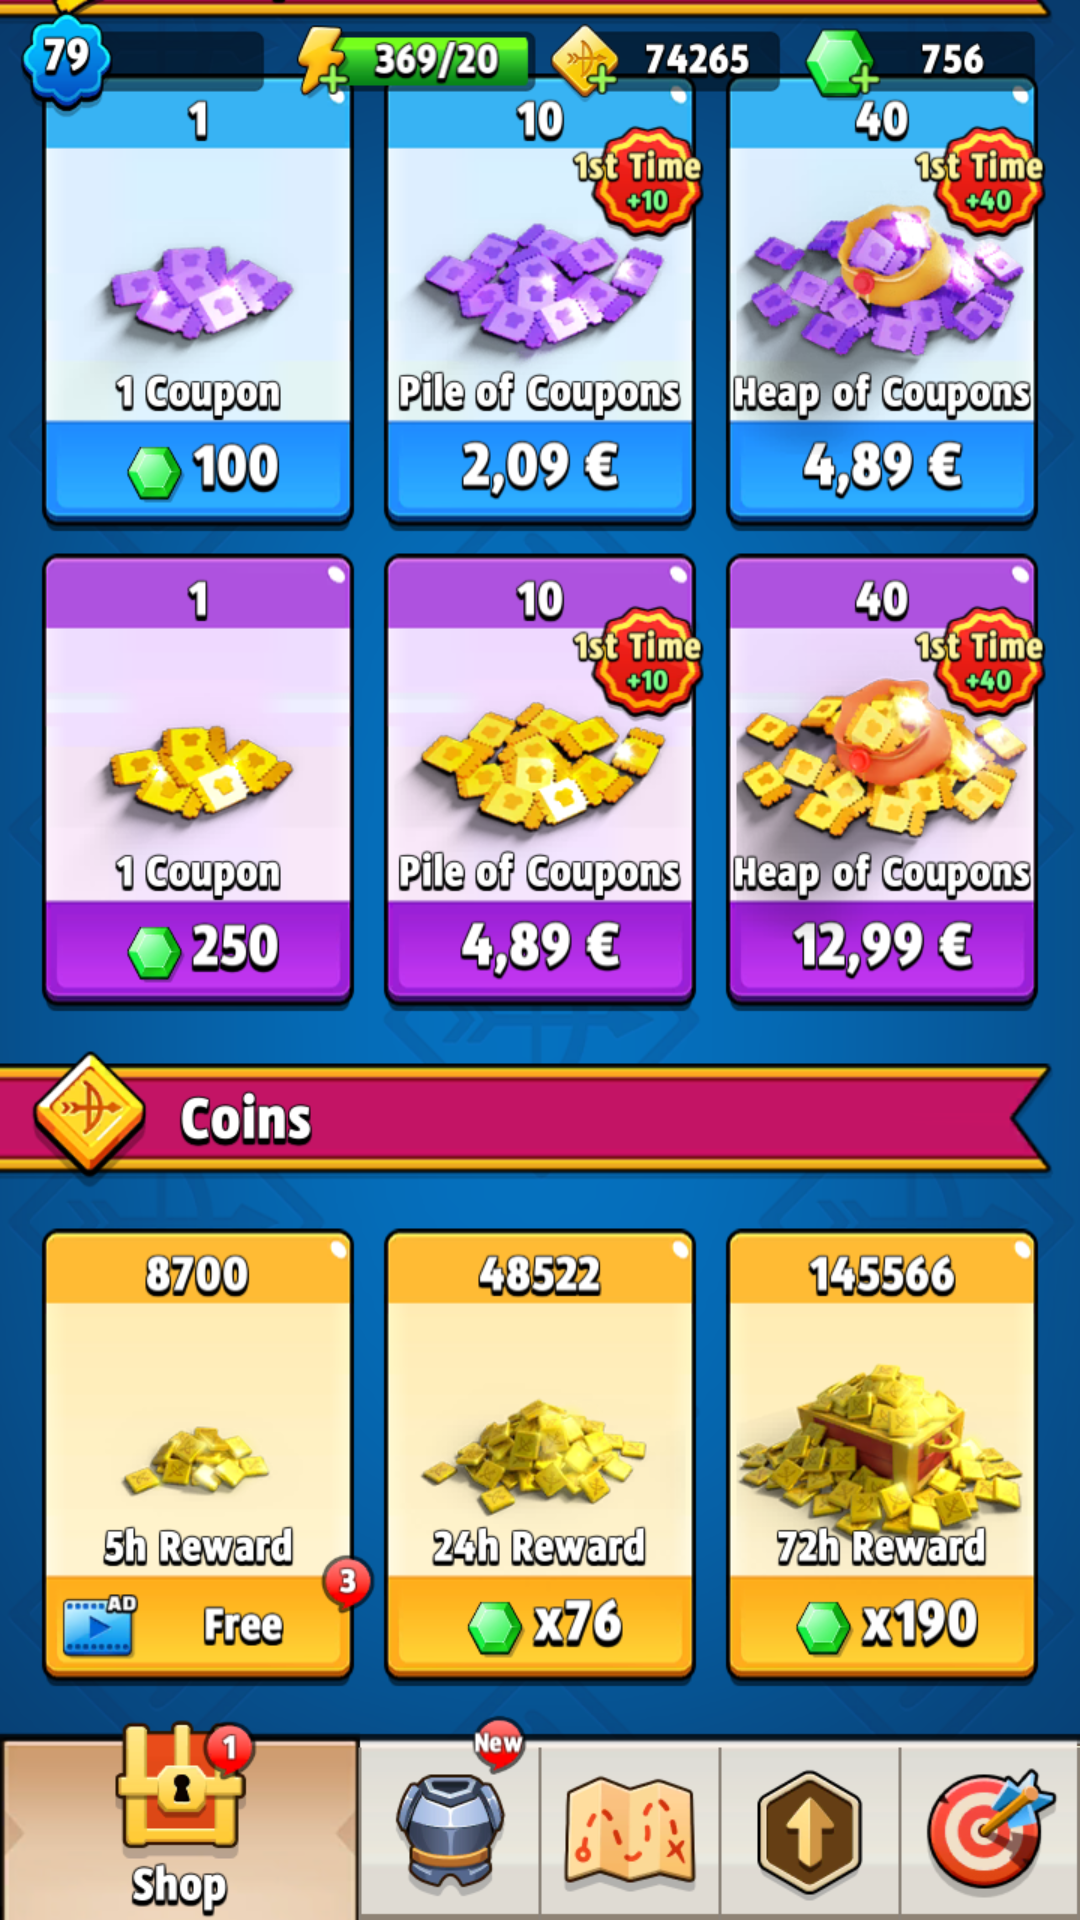 79
369/20
74265
756
1
10
40
1st Time
+10
1st Time
+40
1 Coupon
Pile of Coupons
Heap of Coupons
100
2,09 €
4,89 €
1
10
40
1st Time
+10
1st Time
+40
1 Coupon
Pile of Coupons
Heap of Coupons
250
4,89 €
12,99 €
Coins
8700
48522
145566
5h Reward
24h Reward
72h Reward
3
AD
Free
x76
x190
1
New
Shop